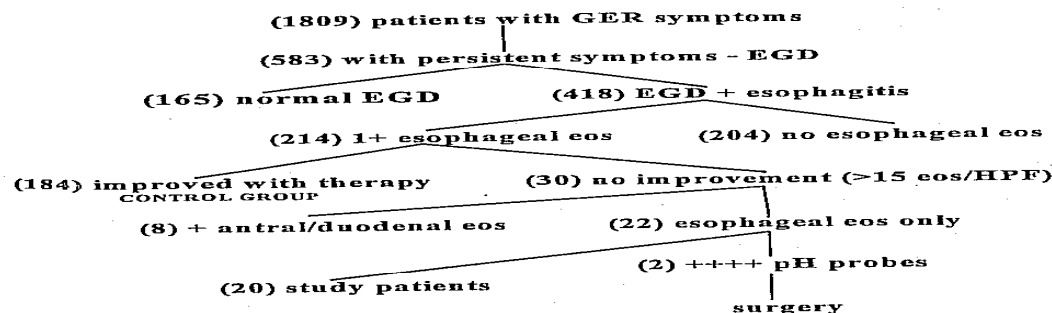 (1809) patients with GER symptoms
(583) with persistent symptoms - EGD
(165) normal EGD
(418) EGD + esophagitis
(214) 1+ esophageal eos
(204) no esophageal eos
(184) improved with therapy
CONTROL GROUP
(30) no improvement (>15 eos/HPF)
(8) + antral/duodenal eos
(22) esophageal eos only
(2) ++++ pH probes
(20) study patients
surgery